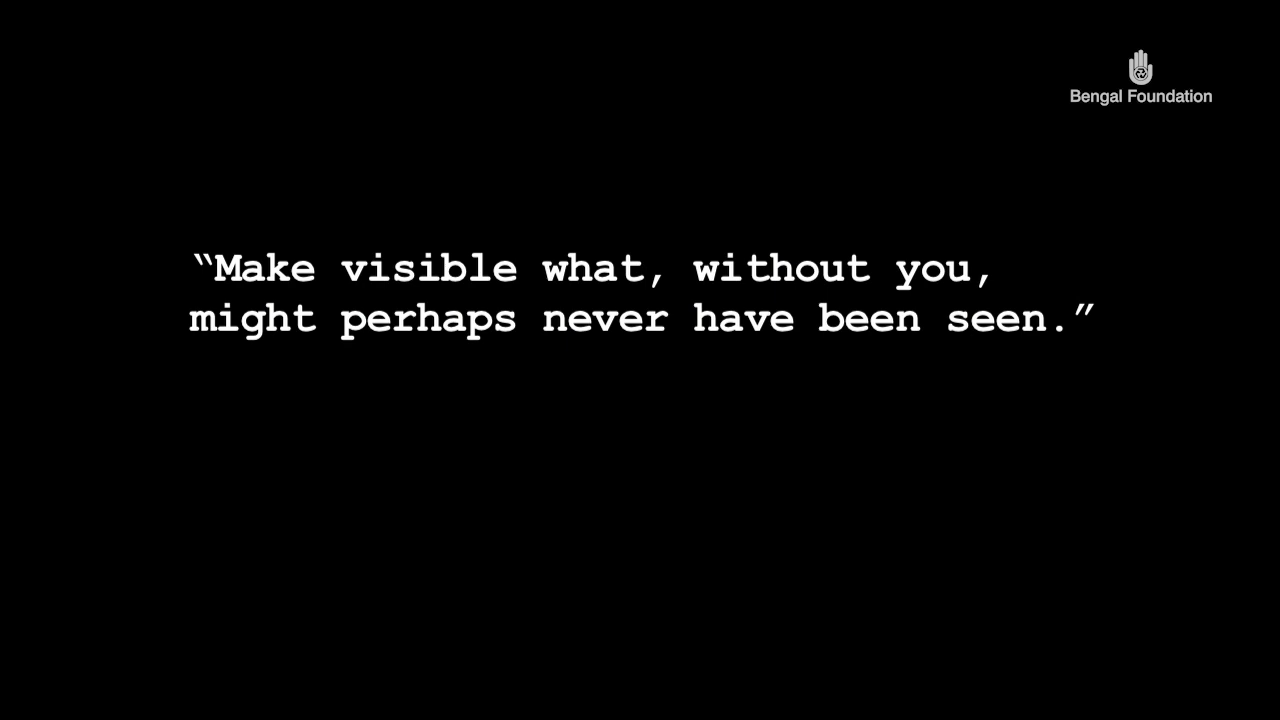 Bengal Foundation
“Make visible what, without you,
might perhaps never have been seen.”